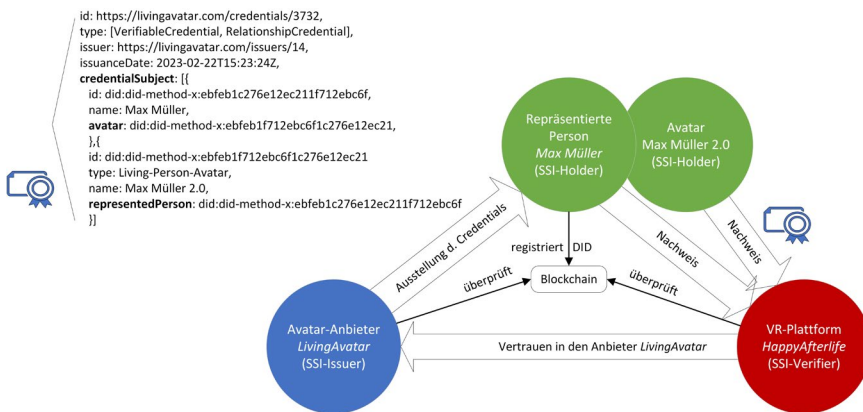 id: https://livingavatar.com/credentials/3732,
type: [VerifiableCredential, RelationshipCredential],
issuer: https://livingavatar.com/issuers/14,
issuanceDate: 2023-02-22T15:23:24Z,
credentialSubject: [{
id: did:did-method-x:ebfeb1c276e12ec211f712ebc6f,
name: Max Müller,
avatar: did:did-method-x:ebfeb1f712ebc6f1c276e12ec21,
},{
id: did:did-method-x:ebfeb1f712ebc6f1c276e12ec21
type: Living-Person-Avatar,
name: Max Müller 2.0,
representedPerson: did:did-method-x:ebfeb1c276e12ec211f712ebc6f
}]
Repräsentierte
Person
Max Müller
(SSI-Holder)
Avatar
Max Müller 2.0
(SSI-Holder)
Ausstellung d. Credentials
registriert DID
Nachweis
Nachweis
überprüft
Blockchain
überprüft
Avatar-Anbieter
LivingAvatar
(SSI-Issuer)
Vertrauen in den Anbieter LivingAvatar
VR-Plattform
HappyAfterlife
(SSI-Verifier)